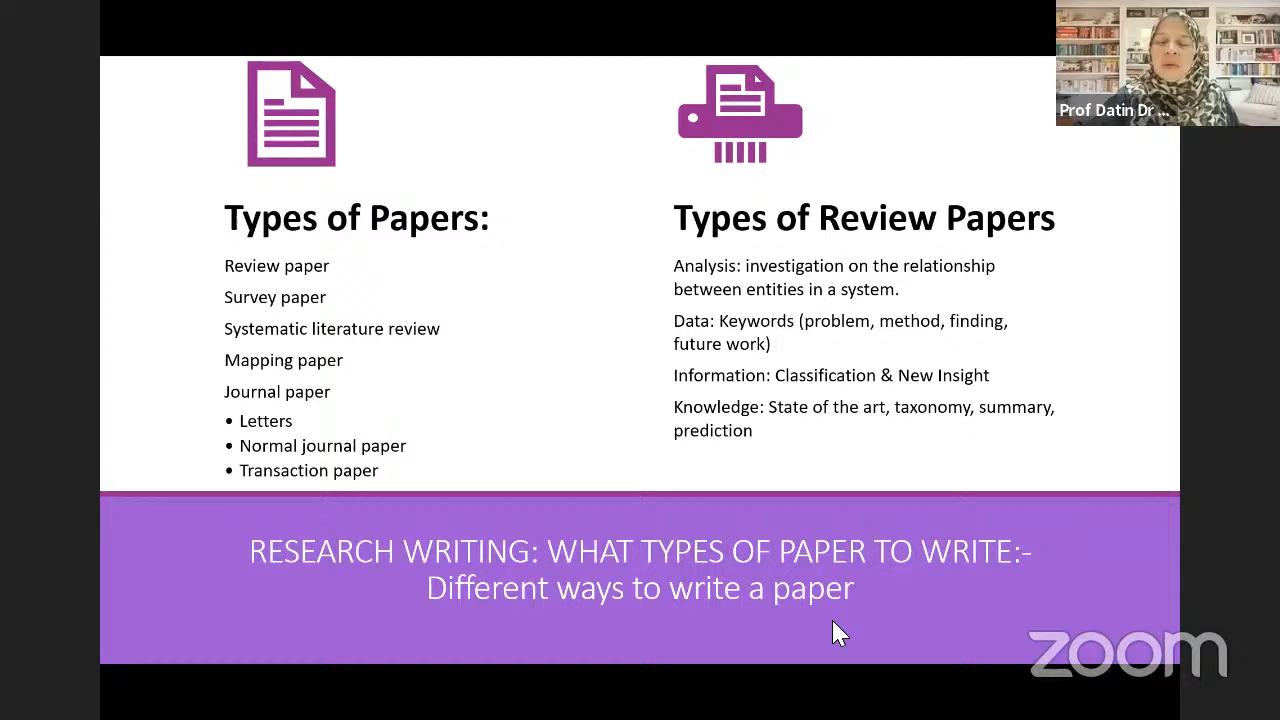 Prof Datin Dr ...
Types of Papers:
Review paper
Survey paper
Systematic literature review
Mapping paper
Journal paper
• Letters
• Normal journal paper
• Transaction paper
Types of Review Papers
Analysis: investigation on the relationship
between entities in a system.
Data: Keywords (problem, method, finding,
future work)
Information: Classification & New Insight
Knowledge: State of the art, taxonomy, summary,
prediction
RESEARCH WRITING: WHAT TYPES OF PAPER TO WRITE:-
Different ways to write a paper
zoom